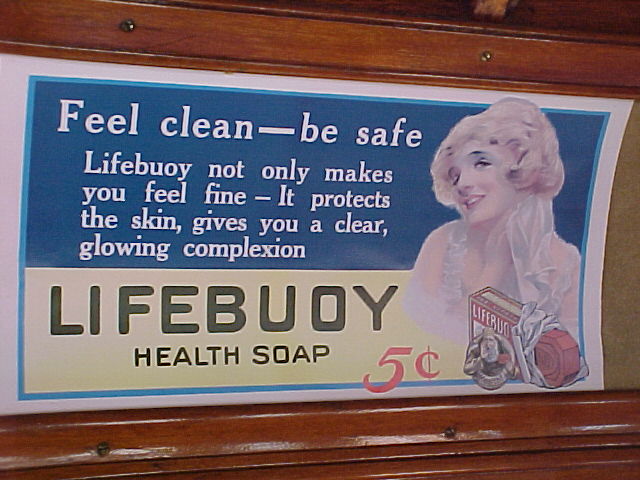 Feel clean—be safe
Lifebuoy not only makes
you feel fine – It protects
the skin, gives you a clear,
glowing complexion
LIFEBUOY
HEALTH SOAP
5¢
LIFEBUOY